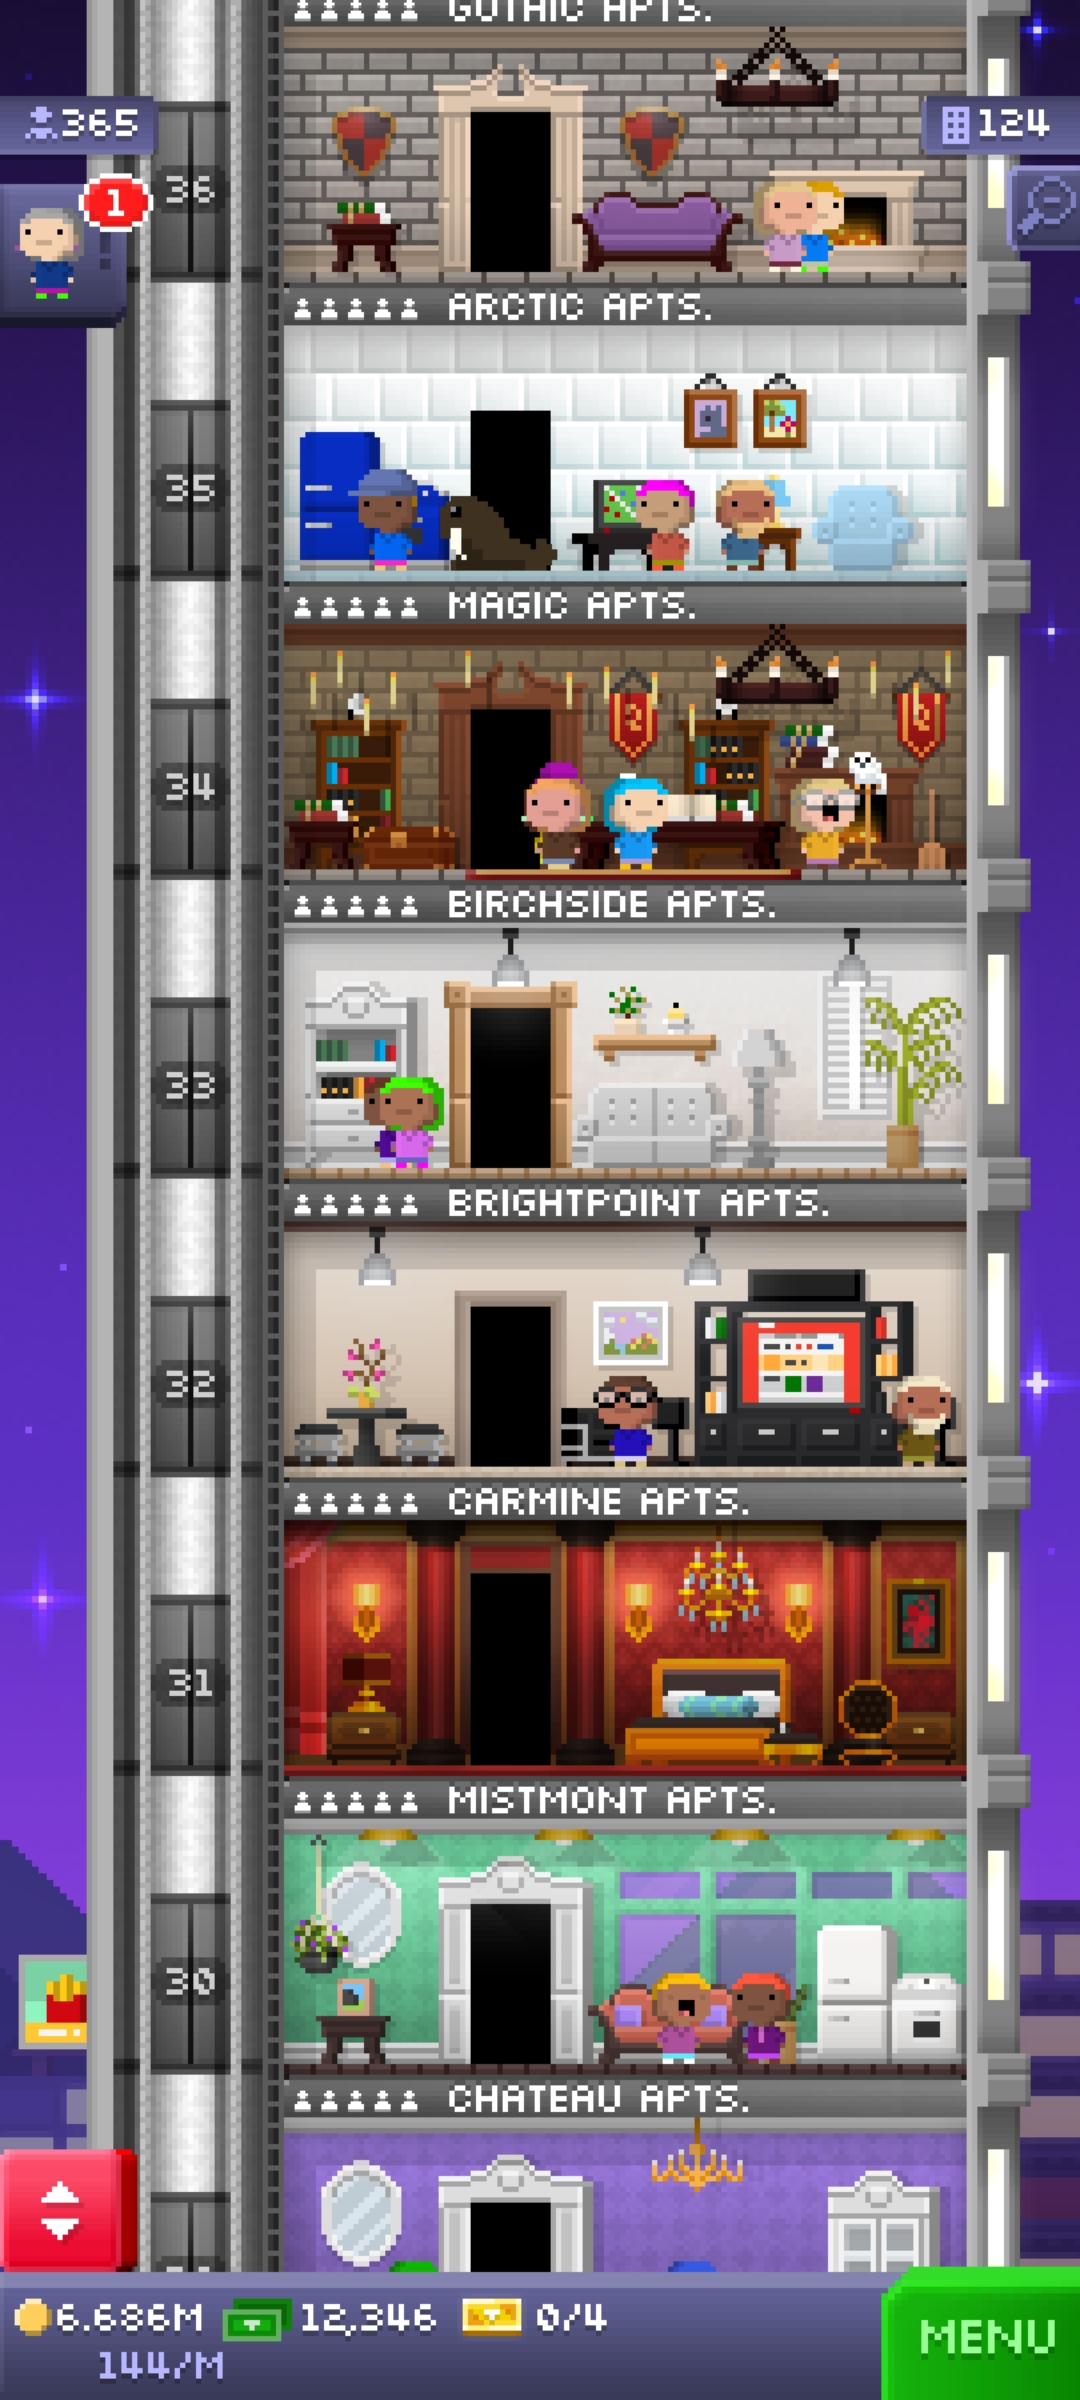 GOTHIC APTS.
365
124
1
36
ARCTIC APTS.
35
MAGIC APTS.
34
BIRCHSIDE APTS.
33
BRIGHTPOINT APTS.
32
CARMINE APTS.
31
MISTMONT APTS.
30
CHATEAU APTS.
6.686M 12,346 0/4
144/M
MENU